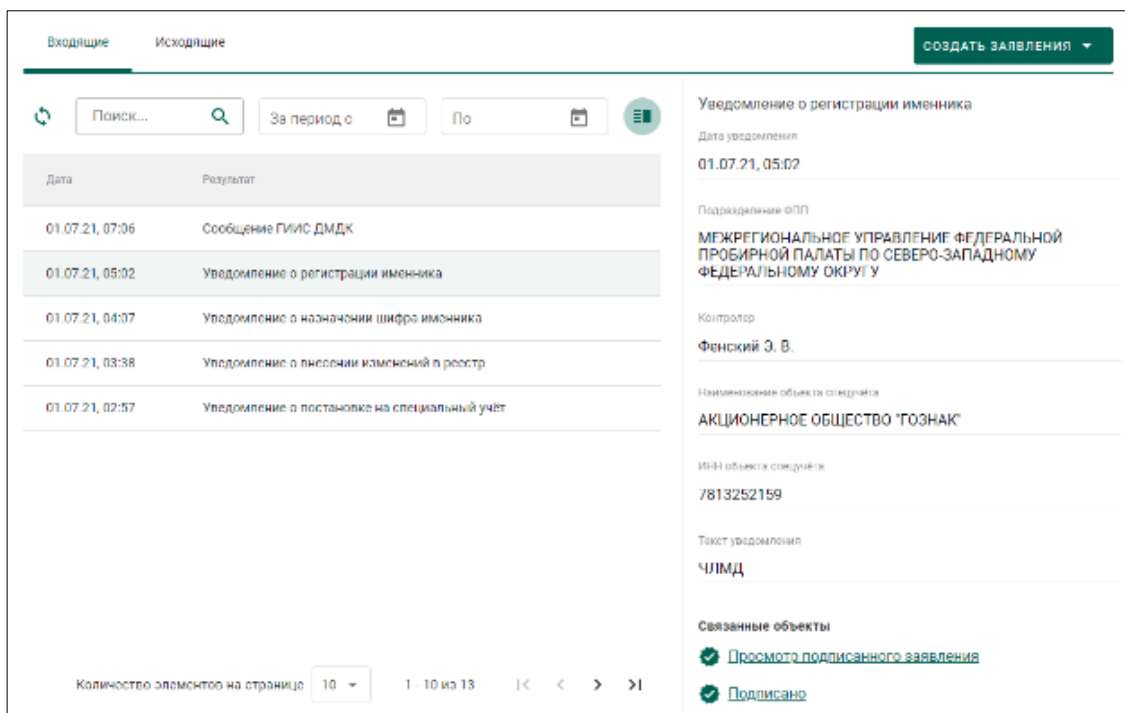 Входящие Исходящие
СОЗДАТЬ ЗАЯВЛЕНИЯ
Поиск... За период с По
Дата Результат
01.07.21, 07:06 Сообщение ГИИС ДМДК
01.07.21, 05:02 Уведомление о регистрации именника
01.07.21, 04:07 Уведомление о назначении шифра именника
01.07.21, 03:38 Уведомление о внесении изменений в реестр
01.07.21, 02:57 Уведомление о постановке на специальный учёт
Количество элементов на странице 10 1 - 10 из 13
Уведомление о регистрации именника
Дата уведомления
01.07.21, 05:02
Подразделение ФПП
МЕЖРЕГИОНАЛЬНОЕ УПРАВЛЕНИЕ ФЕДЕРАЛЬНОЙ
ПРОБИРНОЙ ПАЛАТЫ ПО СЕВЕРО-ЗАПАДНОМУ
ФЕДЕРАЛЬНОМУ ОКРУГУ
Контролер
Фенский Э. В.
Наименование объекта спецучёта
АКЦИОНЕРНОЕ ОБЩЕСТВО "ГОЗНАК"
ИНН объекта спецучёта
7813252159
Текст уведомления
ЧЛМД
Связанные объекты
Просмотр подписанного заявления
Подписано